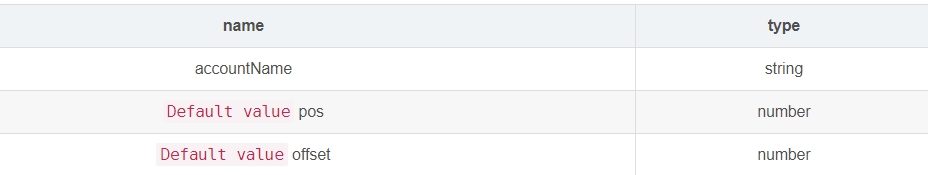 name type
accountName string
Default value pos number
Default value offset number